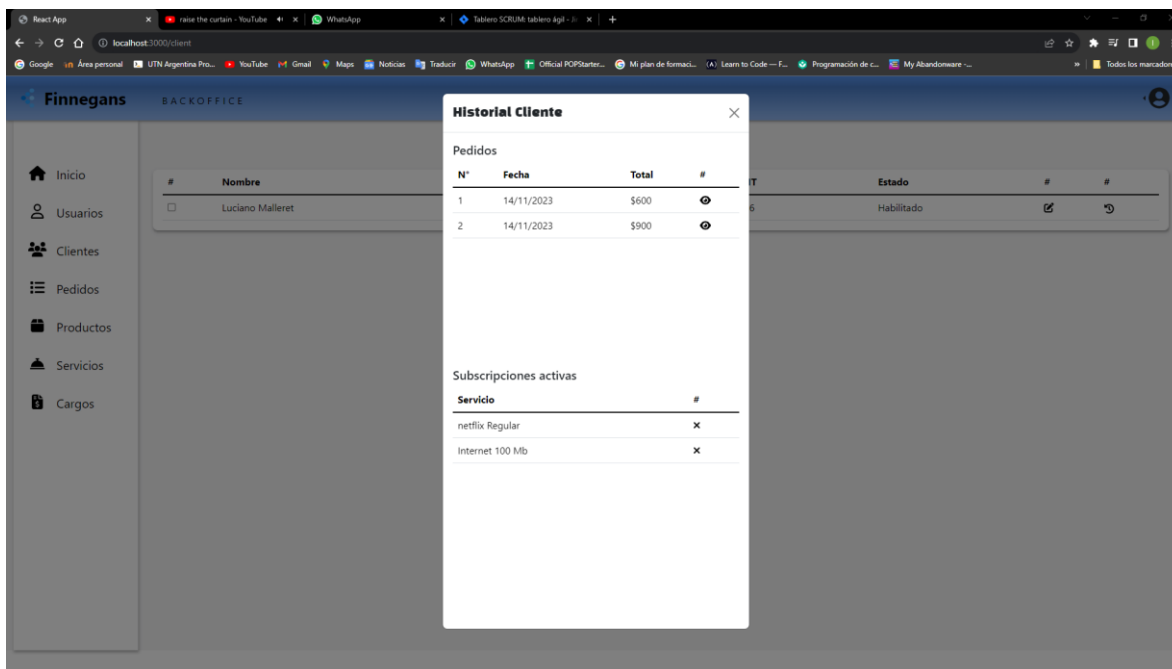 React App
raise the curtain - YouTube
WhatsApp
Tablero SCRUM: tablero ágil - Ji
localhost:3000/client
Google
Área personal
UTN Argentina Pro...
YouTube
Gmail
Maps
Noticias
Traducir
WhatsApp
Official POPStarter...
Mi plan de formaci...
Learn to Code — F...
Programación de c...
My Abandonware -...
»
Todos los marcadore
Finnegans BACKOFFICE
Inicio
Usuarios
Clientes
Pedidos
Productos
Servicios
Cargos
# Nombre IT Estado # #
Luciano Malleret 6 Habilitado
Historial Cliente
Pedidos
N° Fecha Total #
1 14/11/2023 $600
2 14/11/2023 $900
Subscripciones activas
Servicio #
netflix Regular
Internet 100 Mb